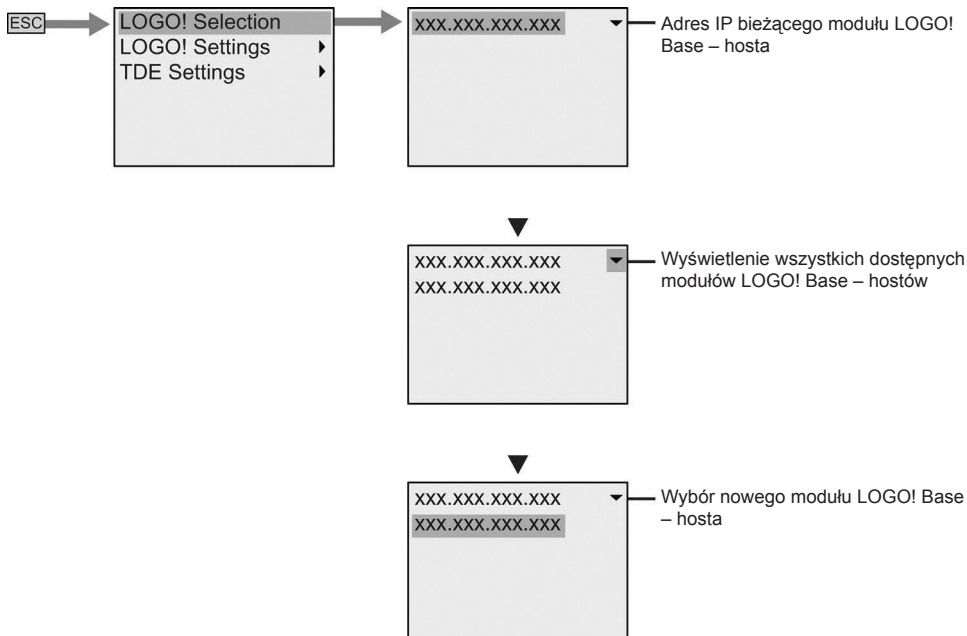 ESC
LOGO! Selection
LOGO! Settings
TDE Settings
xxx.xxx.xxx.xxx
Adres IP bieżącego modułu LOGO!
Base – hosta
xxx.xxx.xxx.xxx
xxx.xxx.xxx.xxx
Wyświetlenie wszystkich dostępnych
modułów LOGO! Base – hostów
xxx.xxx.xxx.xxx
xxx.xxx.xxx.xxx
Wybór nowego modułu LOGO! Base
– hosta